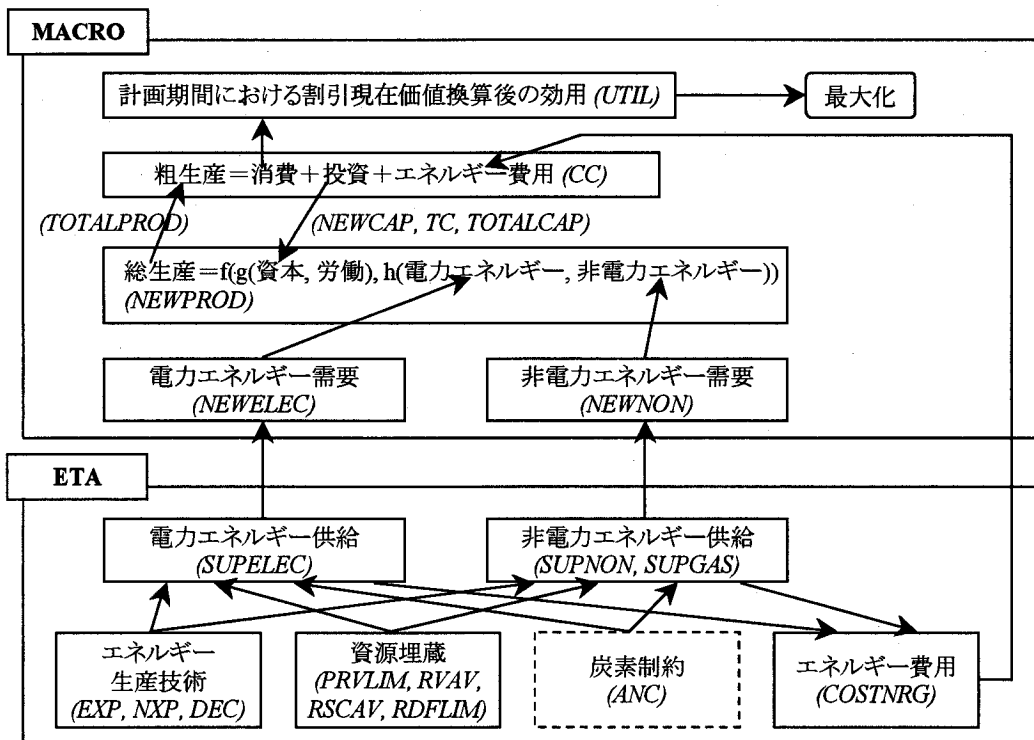 MACRO
計画期間における割引現在価値換算後の効用 (UTIL)
最大化
粗生産＝消費＋投資＋エネルギー費用 (CC)
(TOTALPROD)
(NEWCAP, TC, TOTALCAP)
総生産＝f(g(資本, 労働), h(電力エネルギー, 非電力エネルギー))
(NEWPROD)
電力エネルギー需要
(NEWELEC)
非電力エネルギー需要
(NEWNON)
ETA
電力エネルギー供給
(SUPELEC)
非電力エネルギー供給
(SUPNON, SUPGAS)
エネルギー
生産技術
(EXP, NXP, DEC)
資源埋蔵
(PRVLIM, RVAV,
RSCAV, RDFLIM)
炭素制約
(ANC)
エネルギー費用
(COSTNRG)